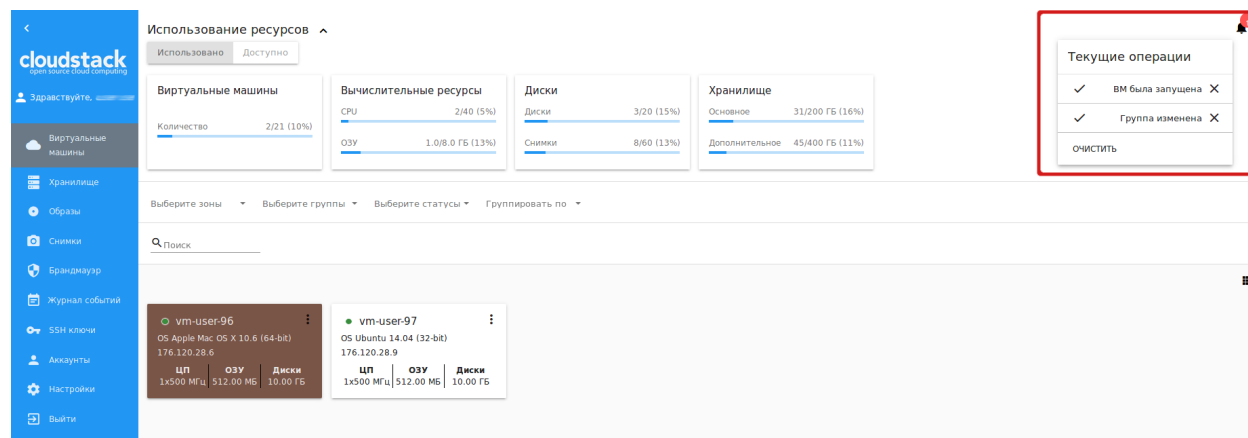 cloudstack
open source cloud computing
Здравствуйте,
Виртуальные
машины
Хранилище
Образы
Снимки
Брандмауэр
Журнал событий
SSH ключи
Аккаунты
Настройки
Выйти
Использование ресурсов
Использовано Доступно
Виртуальные машины
Количество 2/21 (10%)
Вычислительные ресурсы
CPU 2/40 (5%)
ОЗУ 1.0/8.0 ГБ (13%)
Диски
Диски 3/20 (15%)
Снимки 8/60 (13%)
Хранилище
Основное 31/200 ГБ (16%)
Дополнительное 45/400 ГБ (11%)
Текущие операции
ВМ была запущена
Группа изменена
ОЧИСТИТЬ
Выберите зоны Выберите группы Выберите статусы Группировать по
Поиск
vm-user-96
OS Apple Mac OS X 10.6 (64-bit)
176.120.28.6
ЦП ОЗУ Диски
1x500 МГц 512.00 МБ 10.00 ГБ
vm-user-97
OS Ubuntu 14.04 (32-bit)
176.120.28.9
ЦП ОЗУ Диски
1x500 МГц 512.00 МБ 10.00 ГБ